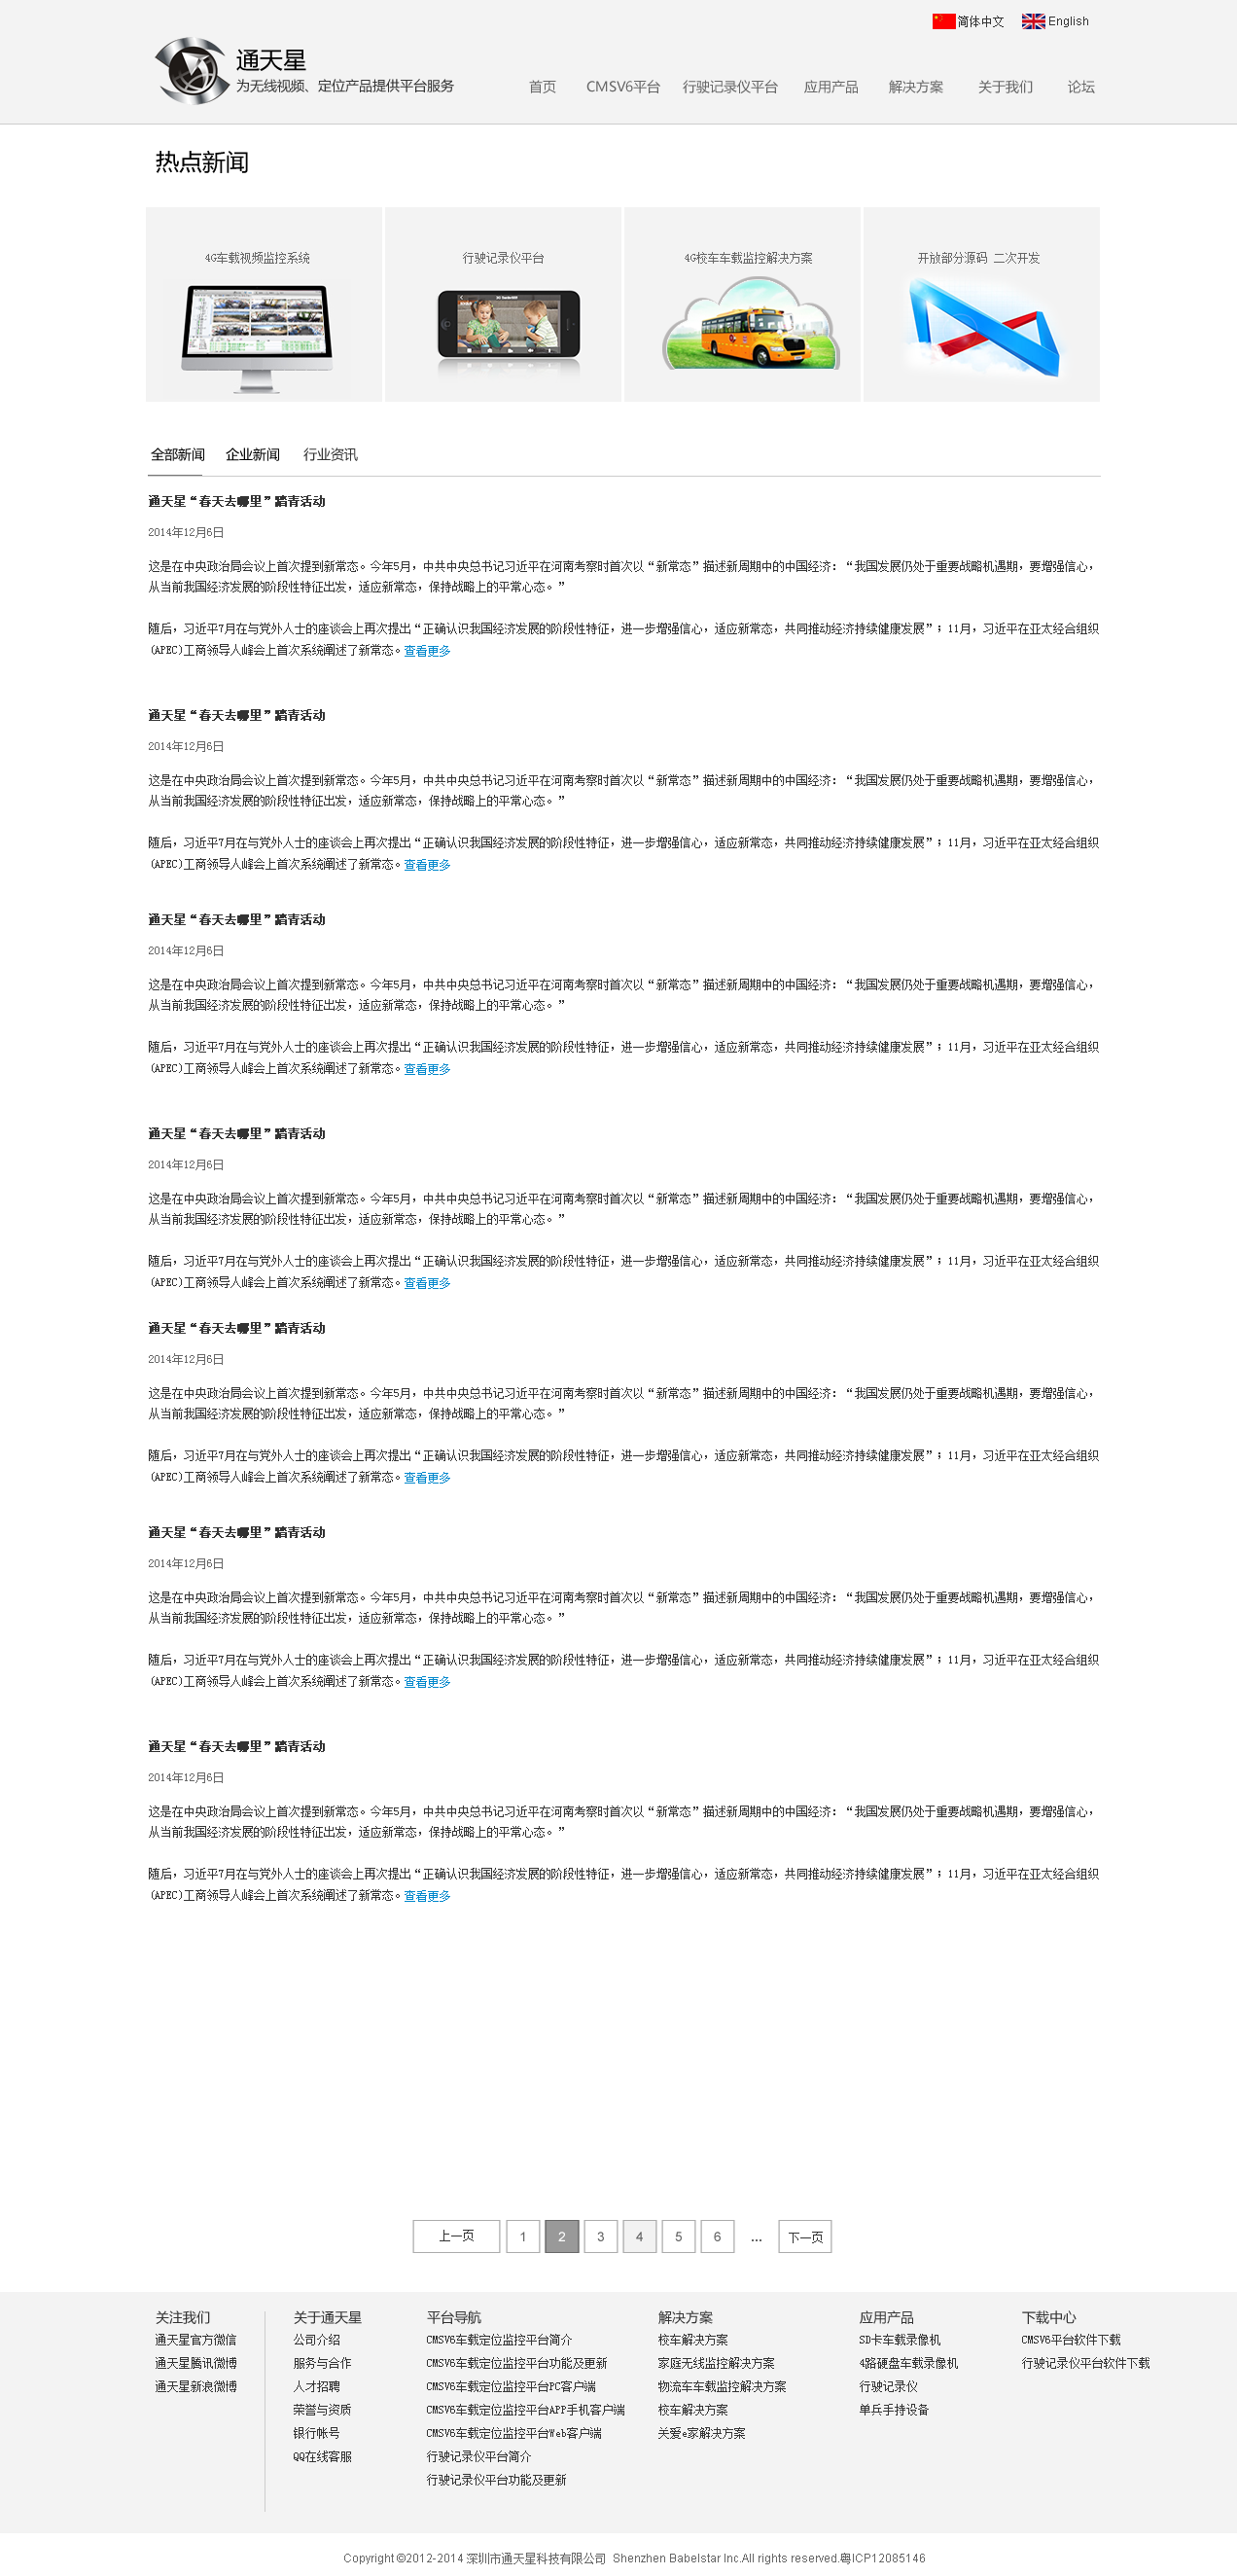 简体中文 English
通天星
为无线视频、定位产品提供平台服务
首页 CMSV6平台 行驶记录仪平台 应用产品 解决方案 关于我们 论坛
热点新闻
4G车载视频监控系统 行驶记录仪平台 4G校车车载监控解决方案 开放部分源码 二次开发
全部新闻 企业新闻 行业资讯
通天星“春天去哪里”踏青活动
2014年12月6日
这是在中央政治局会议上首次提到新常态。今年5月，中共中央总书记习近平在河南考察时首次以“新常态”描述新周期中的中国经济：“我国发展仍处于重要战略机遇期，要增强信心，
从当前我国经济发展的阶段性特征出发，适应新常态，保持战略上的平常心态。”
随后，习近平7月在与党外人士的座谈会上再次提出“正确认识我国经济发展的阶段性特征，进一步增强信心，适应新常态，共同推动经济持续健康发展”；11月，习近平在亚太经合组织
(APEC)工商领导人峰会上首次系统阐述了新常态。查看更多
通天星“春天去哪里”踏青活动
2014年12月6日
这是在中央政治局会议上首次提到新常态。今年5月，中共中央总书记习近平在河南考察时首次以“新常态”描述新周期中的中国经济：“我国发展仍处于重要战略机遇期，要增强信心，
从当前我国经济发展的阶段性特征出发，适应新常态，保持战略上的平常心态。”
随后，习近平7月在与党外人士的座谈会上再次提出“正确认识我国经济发展的阶段性特征，进一步增强信心，适应新常态，共同推动经济持续健康发展”；11月，习近平在亚太经合组织
(APEC)工商领导人峰会上首次系统阐述了新常态。查看更多
通天星“春天去哪里”踏青活动
2014年12月6日
这是在中央政治局会议上首次提到新常态。今年5月，中共中央总书记习近平在河南考察时首次以“新常态”描述新周期中的中国经济：“我国发展仍处于重要战略机遇期，要增强信心，
从当前我国经济发展的阶段性特征出发，适应新常态，保持战略上的平常心态。”
随后，习近平7月在与党外人士的座谈会上再次提出“正确认识我国经济发展的阶段性特征，进一步增强信心，适应新常态，共同推动经济持续健康发展”；11月，习近平在亚太经合组织
(APEC)工商领导人峰会上首次系统阐述了新常态。查看更多
通天星“春天去哪里”踏青活动
2014年12月6日
这是在中央政治局会议上首次提到新常态。今年5月，中共中央总书记习近平在河南考察时首次以“新常态”描述新周期中的中国经济：“我国发展仍处于重要战略机遇期，要增强信心，
从当前我国经济发展的阶段性特征出发，适应新常态，保持战略上的平常心态。”
随后，习近平7月在与党外人士的座谈会上再次提出“正确认识我国经济发展的阶段性特征，进一步增强信心，适应新常态，共同推动经济持续健康发展”；11月，习近平在亚太经合组织
(APEC)工商领导人峰会上首次系统阐述了新常态。查看更多
通天星“春天去哪里”踏青活动
2014年12月6日
这是在中央政治局会议上首次提到新常态。今年5月，中共中央总书记习近平在河南考察时首次以“新常态”描述新周期中的中国经济：“我国发展仍处于重要战略机遇期，要增强信心，
从当前我国经济发展的阶段性特征出发，适应新常态，保持战略上的平常心态。”
随后，习近平7月在与党外人士的座谈会上再次提出“正确认识我国经济发展的阶段性特征，进一步增强信心，适应新常态，共同推动经济持续健康发展”；11月，习近平在亚太经合组织
(APEC)工商领导人峰会上首次系统阐述了新常态。查看更多
通天星“春天去哪里”踏青活动
2014年12月6日
这是在中央政治局会议上首次提到新常态。今年5月，中共中央总书记习近平在河南考察时首次以“新常态”描述新周期中的中国经济：“我国发展仍处于重要战略机遇期，要增强信心，
从当前我国经济发展的阶段性特征出发，适应新常态，保持战略上的平常心态。”
随后，习近平7月在与党外人士的座谈会上再次提出“正确认识我国经济发展的阶段性特征，进一步增强信心，适应新常态，共同推动经济持续健康发展”；11月，习近平在亚太经合组织
(APEC)工商领导人峰会上首次系统阐述了新常态。查看更多
通天星“春天去哪里”踏青活动
2014年12月6日
这是在中央政治局会议上首次提到新常态。今年5月，中共中央总书记习近平在河南考察时首次以“新常态”描述新周期中的中国经济：“我国发展仍处于重要战略机遇期，要增强信心，
从当前我国经济发展的阶段性特征出发，适应新常态，保持战略上的平常心态。”
随后，习近平7月在与党外人士的座谈会上再次提出“正确认识我国经济发展的阶段性特征，进一步增强信心，适应新常态，共同推动经济持续健康发展”；11月，习近平在亚太经合组织
(APEC)工商领导人峰会上首次系统阐述了新常态。查看更多
上一页 1 2 3 4 5 6 ... 下一页
关注我们
通天星官方微信
通天星腾讯微博
通天星新浪微博
关于通天星
公司介绍
服务与合作
人才招聘
荣誉与资质
银行帐号
QQ在线客服
平台导航
CMSV6车载定位监控平台简介
CMSV6车载定位监控平台功能及更新
CMSV6车载定位监控平台PC客户端
CMSV6车载定位监控平台APP手机客户端
CMSV6车载定位监控平台Web客户端
行驶记录仪平台简介
行驶记录仪平台功能及更新
解决方案
校车解决方案
家庭无线监控解决方案
物流车车载监控解决方案
校车解决方案
关爱e家解决方案
应用产品
SD卡车载录像机
4路硬盘车载录像机
行驶记录仪
单兵手持设备
下载中心
CMSV6平台软件下载
行驶记录仪平台软件下载
Copyright ©2012-2014 深圳市通天星科技有限公司 Shenzhen Babelstar Inc.All rights reserved.粤ICP12085146